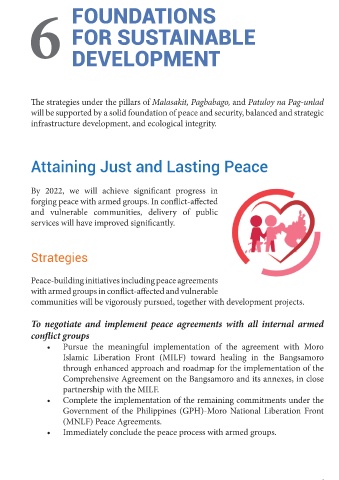 6
FOUNDATIONS
FOR SUSTAINABLE
DEVELOPMENT
The strategies under the pillars of Malasakit, Pagbabago, and Patuloy na Pag-unlad
will be supported by a solid foundation of peace and security, balanced and strategic
infrastructure development, and ecological integrity.
Attaining Just and Lasting Peace
By 2022, we will achieve significant progress in
forging peace with armed groups. In conflict-affected
and vulnerable communities, delivery of public
services will have improved significantly.
Strategies
Peace-building initiatives including peace agreements
with armed groups in conflict-affected and vulnerable
communities will be vigorously pursued, together with development projects.
To negotiate and implement peace agreements with all internal armed
conflict groups
• Pursue the meaningful implementation of the agreement with Moro
Islamic Liberation Front (MILF) toward healing in the Bangsamoro
through enhanced approach and roadmap for the implementation of the
Comprehensive Agreement on the Bangsamoro and its annexes, in close
partnership with the MILF.
• Complete the implementation of the remaining commitments under the
Government of the Philippines (GPH)-Moro National Liberation Front
(MNLF) Peace Agreements.
• Immediately conclude the peace process with armed groups.